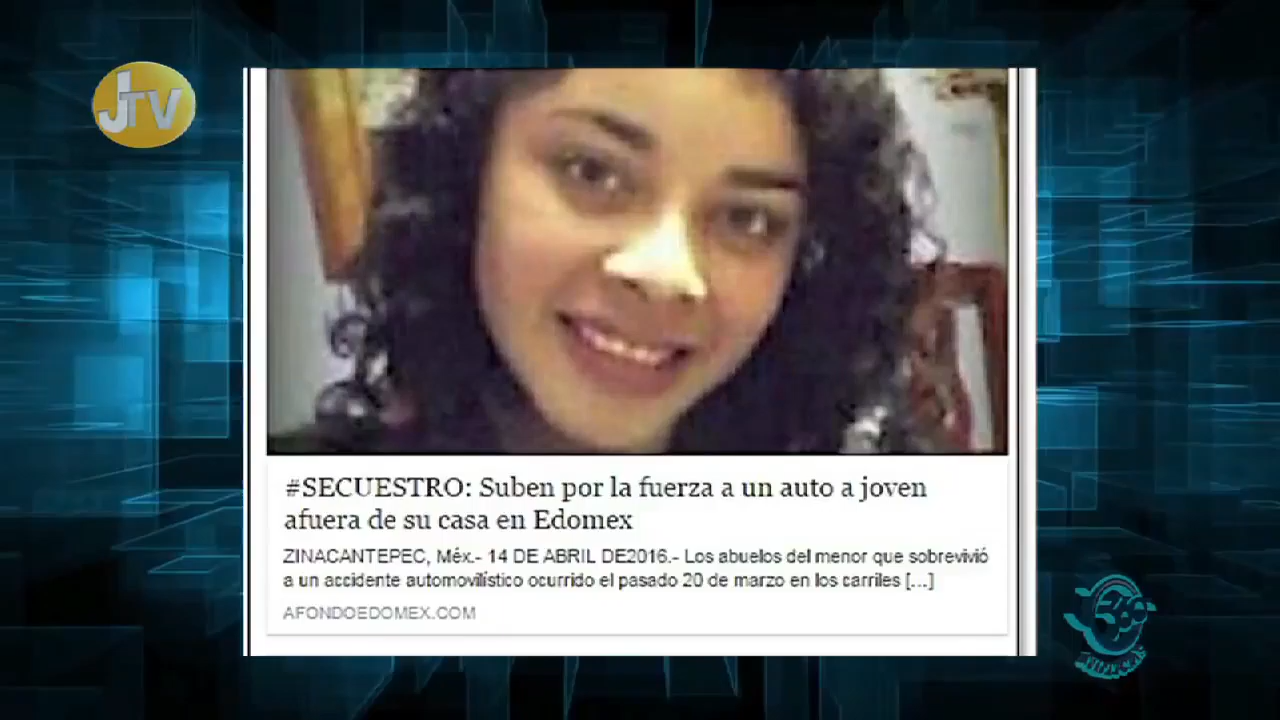 JTV
#SECUESTRO: Suben por la fuerza a un auto a joven
afuera de su casa en Edomex
ZINACANTEPEC, Méx.- 14 DE ABRIL DE2016.- Los abuelos del menor que sobrevivió
a un accidente automovilístico ocurrido el pasado 20 de marzo en los carriles [...]
AFONDOEDOMEX.COM